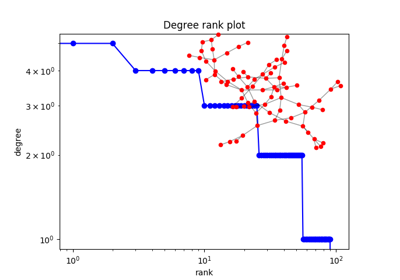 Degree rank plot
degree
4 × 10⁰
3 × 10⁰
2 × 10⁰
10⁰
10⁰ 10¹ 10²
rank